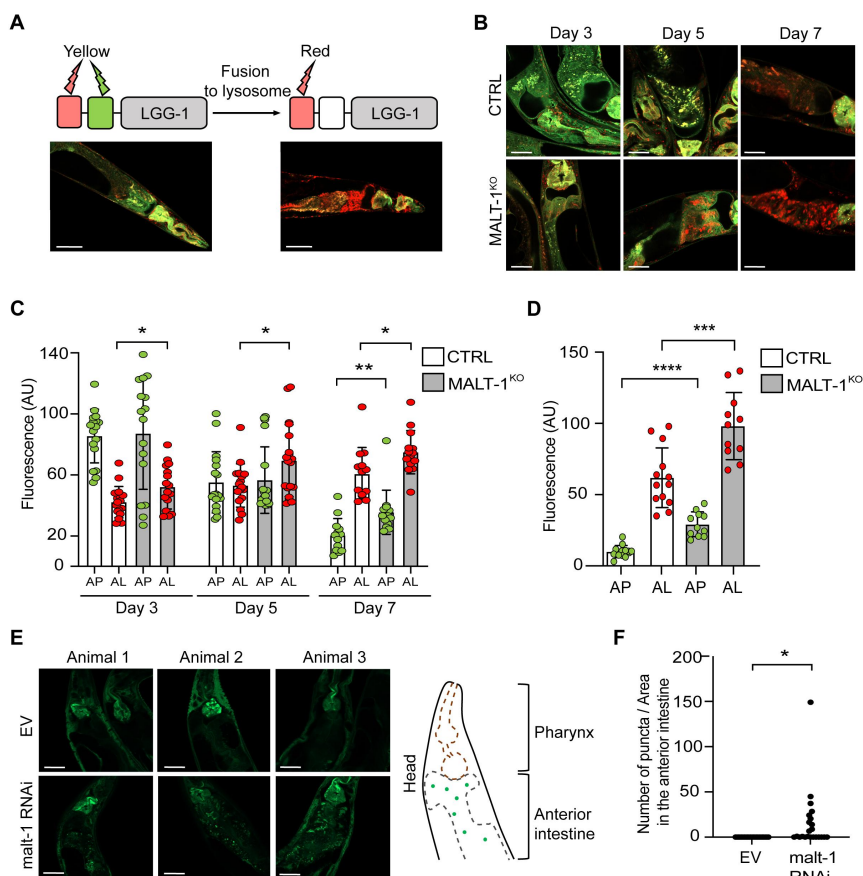 A
Yellow
Red
Fusion
to lysosome
LGG-1
LGG-1
B
Day 3
Day 5
Day 7
CTRL
MALT-1KO
C
Fluorescence (AU)
140
100
60
20
0
*
*
**
*
CTRL
MALT-1KO
AP AL AP AL AP AL AP AL AP AL AP AL
Day 3
Day 5
Day 7
D
Fluorescence (AU)
150
100
50
0
****
***
CTRL
MALT-1KO
AP AL AP AL
E
Animal 1
Animal 2
Animal 3
EV
malt-1 RNAi
Head
Pharynx
Anterior
intestine
F
Number of puncta / Area
in the anterior intestine
200
150
100
50
0
*
EV
malt-1
RNAi